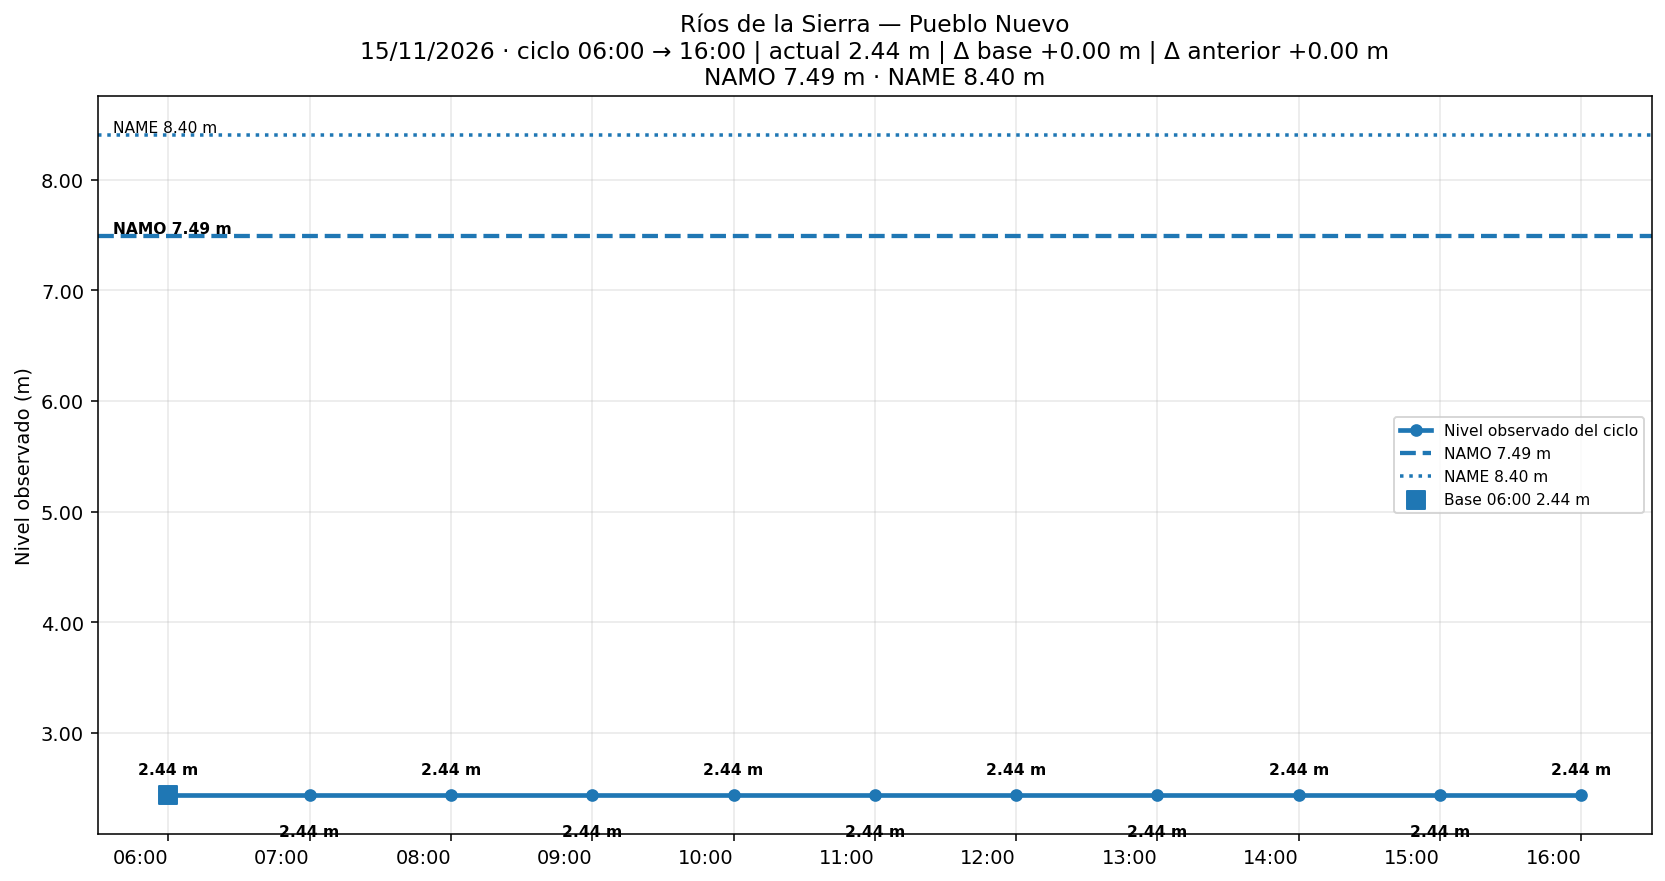 Ríos de la Sierra — Pueblo Nuevo
15/11/2026 · ciclo 06:00 → 16:00 | actual 2.44 m | Δ base +0.00 m | Δ anterior +0.00 m
NAMO 7.49 m · NAME 8.40 m
NAME 8.40 m
8.00
NAMO 7.49 m
7.00
6.00
Nivel observado del ciclo
NAMO 7.49 m
NAME 8.40 m
Base 06:00 2.44 m
5.00
Nivel observado (m)
4.00
3.00
2.44 m 2.44 m 2.44 m 2.44 m 2.44 m 2.44 m
2.44 m 2.44 m 2.44 m 2.44 m 2.44 m
06:00 07:00 08:00 09:00 10:00 11:00 12:00 13:00 14:00 15:00 16:00